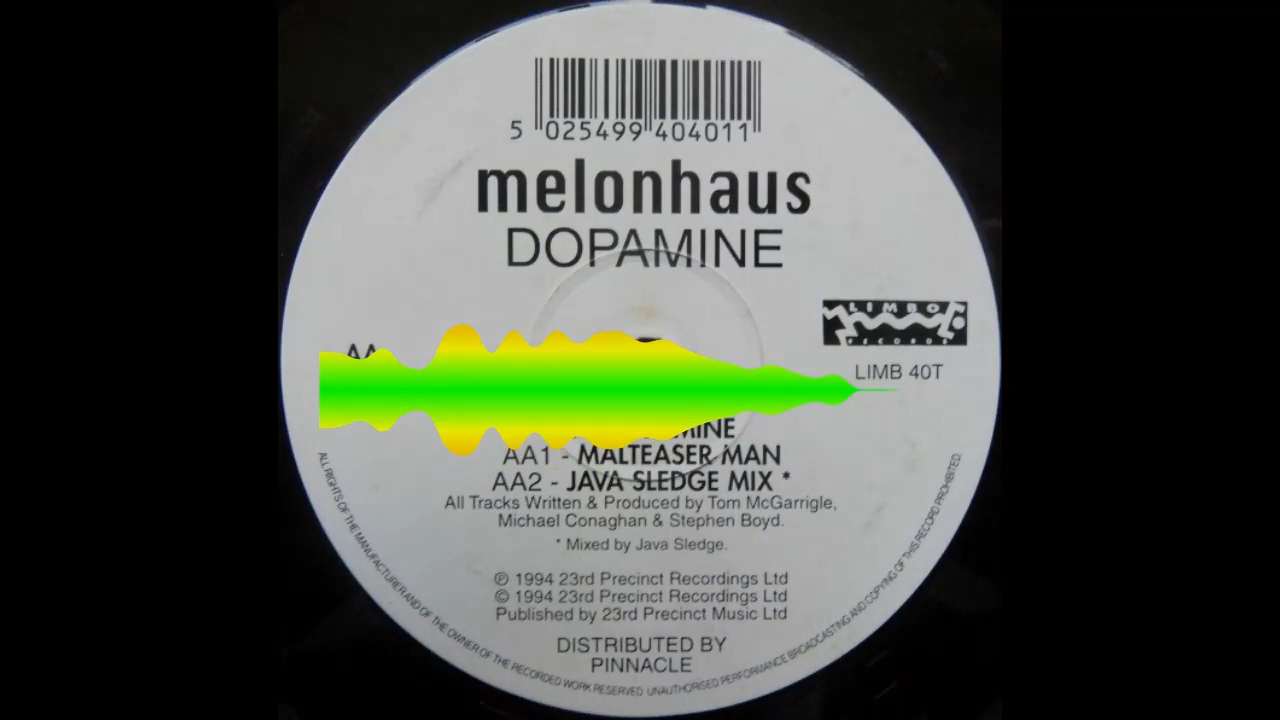 5 025499 404011
melonhaus
DOPAMINE
LIMBO
RECORDS
LIMB 40T
AA
MINE
AA1 - MALTEASER MAN
AA2 - JAVA SLEDGE MIX *
All Tracks Written & Produced by Tom McGarrigle,
Michael Conaghan & Stephen Boyd.
* Mixed by Java Sledge.
℗ 1994 23rd Precinct Recordings Ltd
© 1994 23rd Precinct Recordings Ltd
Published by 23rd Precinct Music Ltd
DISTRIBUTED BY
PINNACLE
ALL RIGHTS OF THE MANUFACTURER AND OF THE OWNER OF THE RECORDED WORK RESERVED UNAUTHORISED PERFORMANCE BROADCASTING AND COPYING OF THIS RECORD PROHIBITED.